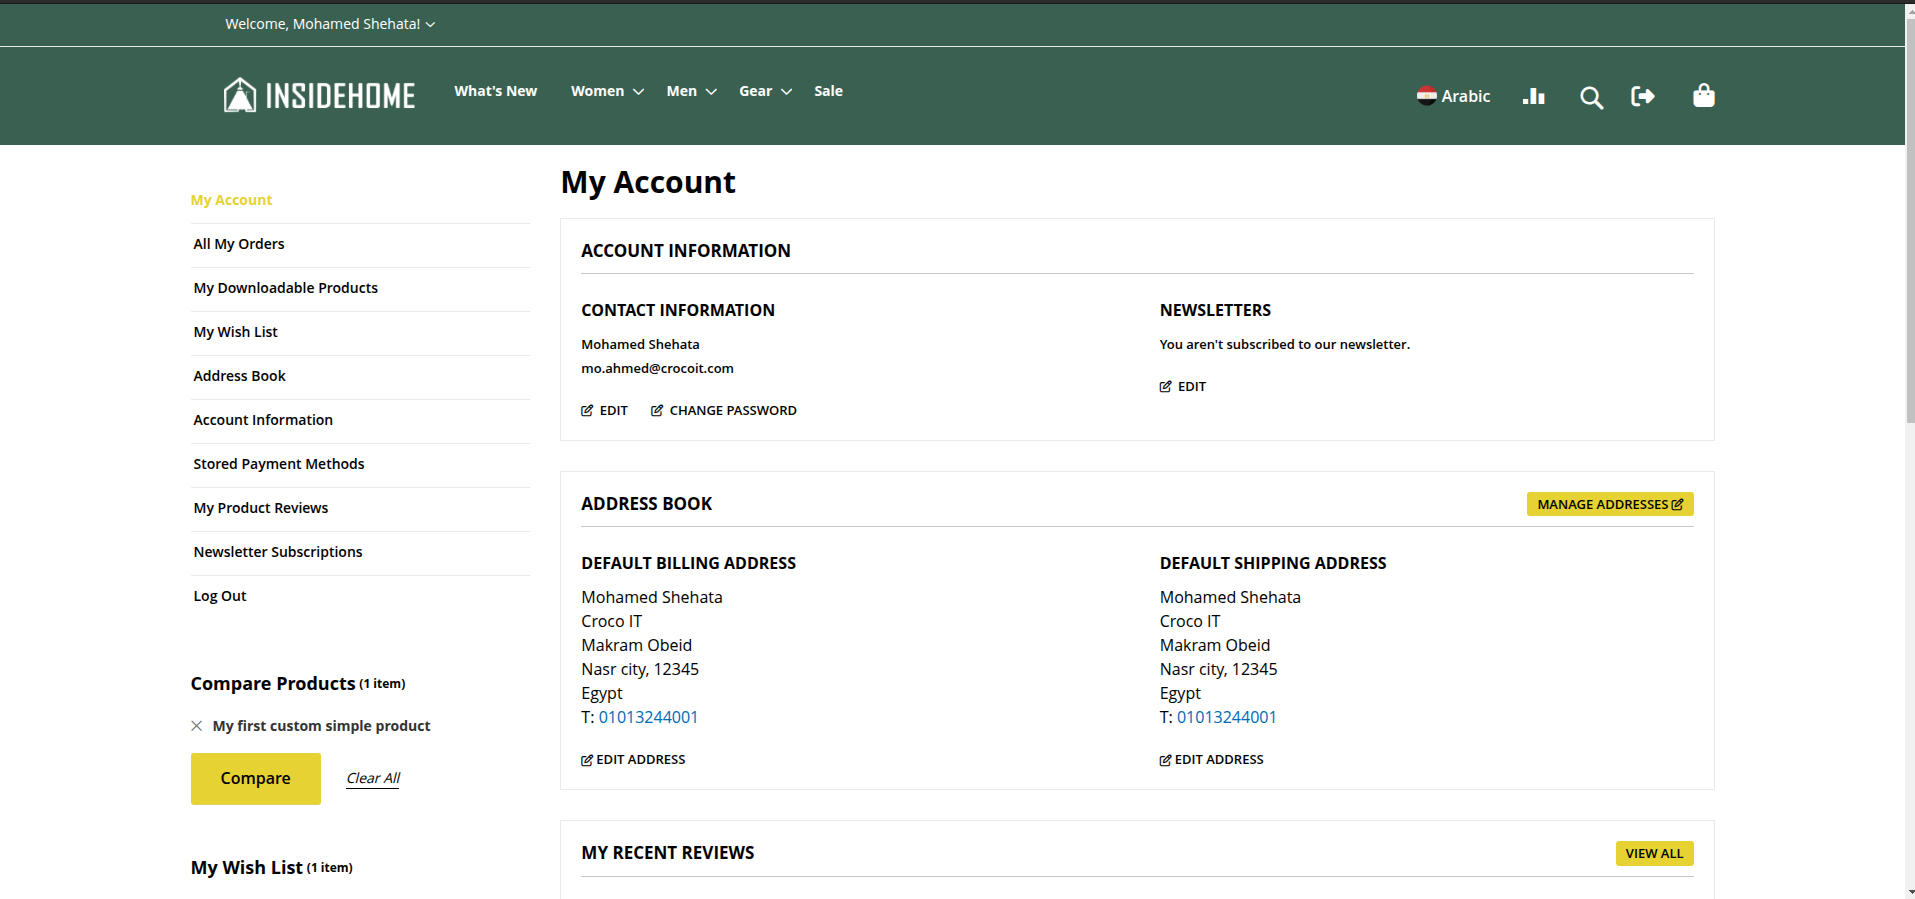 Welcome, Mohamed Shehata!
INSIDEHOME
What's New Women Men Gear Sale
Arabic
My Account
All My Orders
My Downloadable Products
My Wish List
Address Book
Account Information
Stored Payment Methods
My Product Reviews
Newsletter Subscriptions
Log Out
Compare Products (1 item)
My first custom simple product
Compare Clear All
My Wish List (1 item)
My Account
ACCOUNT INFORMATION
CONTACT INFORMATION
Mohamed Shehata
mo.ahmed@crocoit.com
EDIT CHANGE PASSWORD
NEWSLETTERS
You aren't subscribed to our newsletter.
EDIT
ADDRESS BOOK
MANAGE ADDRESSES
DEFAULT BILLING ADDRESS
Mohamed Shehata
Croco IT
Makram Obeid
Nasr city, 12345
Egypt
T: 01013244001
EDIT ADDRESS
DEFAULT SHIPPING ADDRESS
Mohamed Shehata
Croco IT
Makram Obeid
Nasr city, 12345
Egypt
T: 01013244001
EDIT ADDRESS
MY RECENT REVIEWS
VIEW ALL